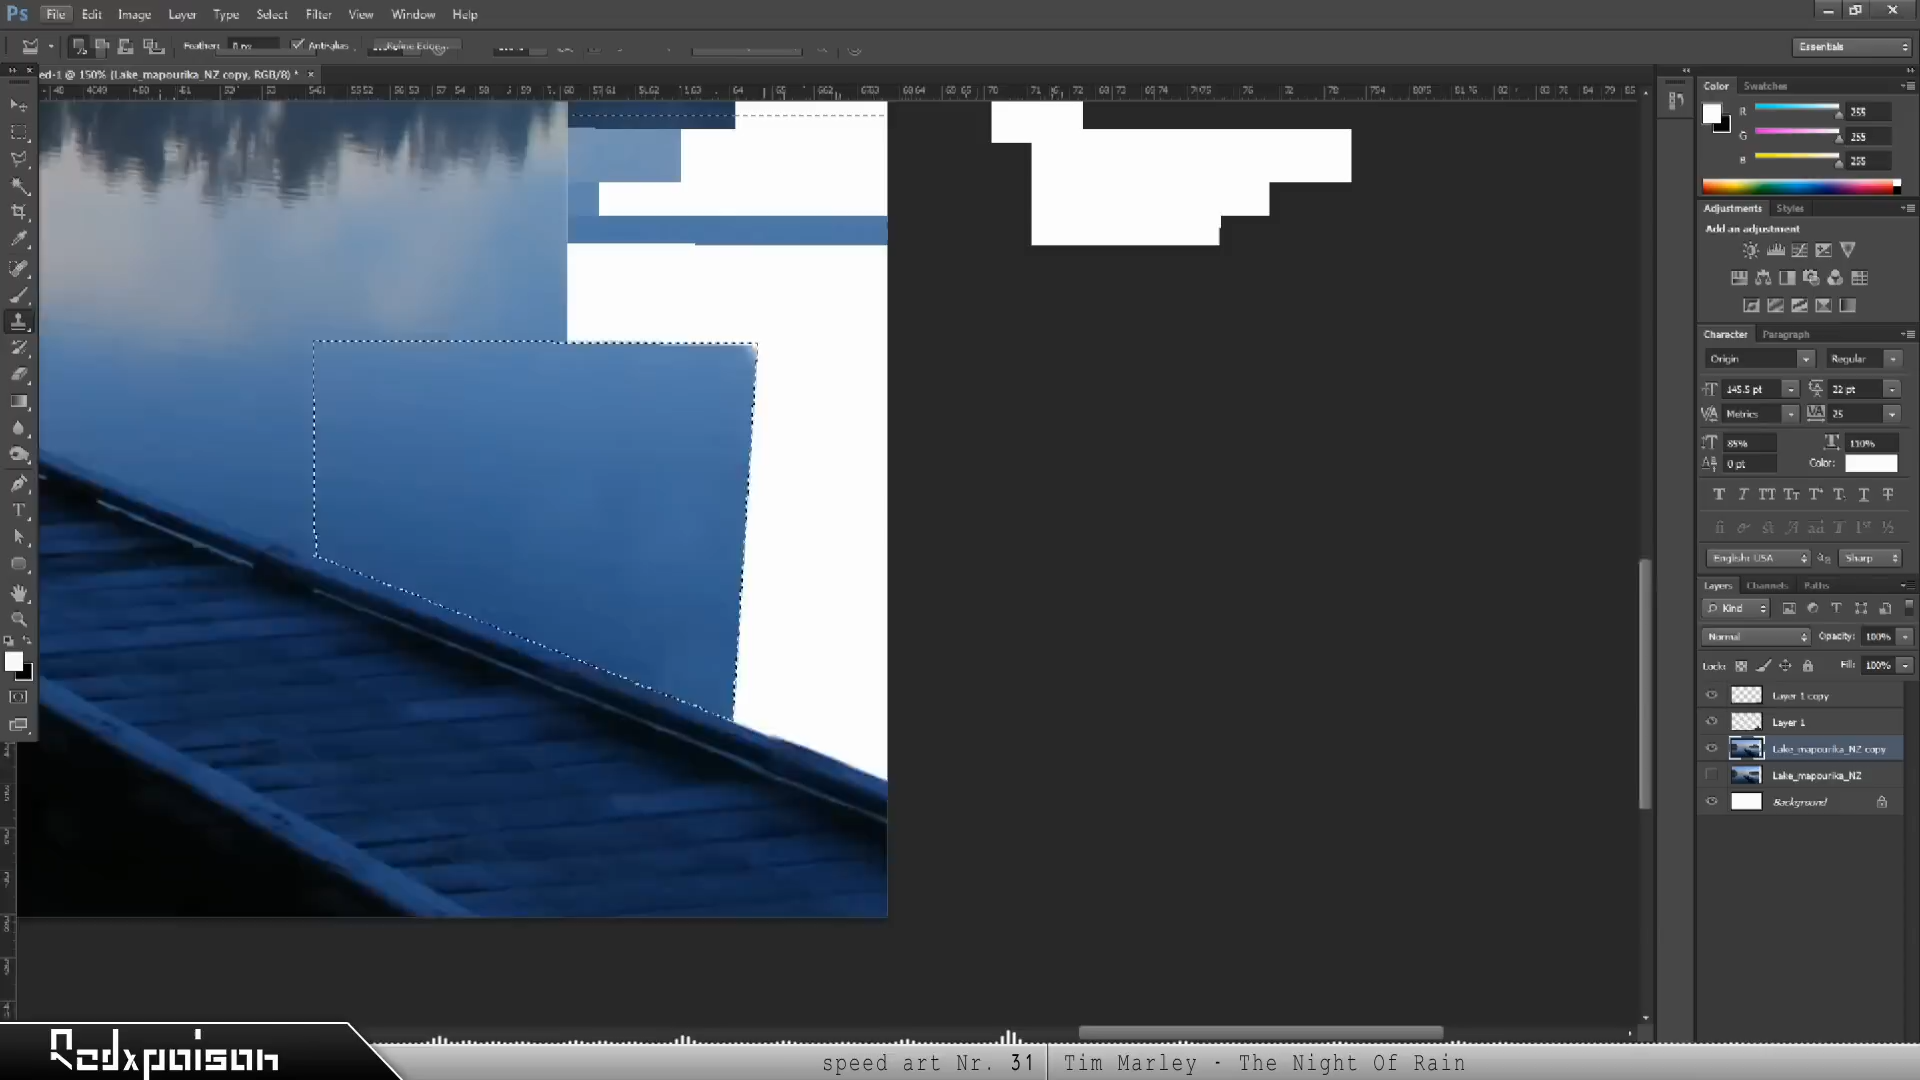 Ps File Edit Image Layer Type Select Filter View Window Help
Feather: 0 px Anti-alias Refine Edge...
Essentials
ed-1 @ 150% (Lake_mapourika_NZ copy, RGB/8) * ×
Color Swatches
R 255
G 255
B 255
Adjustments Styles
Add an adjustment
Character Paragraph
Origin Regular
145.5 pt 22 pt
Metrics 25
85% 110%
0 pt Color:
English: USA Sharp
Layers Channels Paths
Kind
Normal Opacity: 100%
Lock: Fill: 100%
Layer 1 copy
Layer 1
Lake_mapourika_NZ copy
Lake_mapourika_NZ
Background
Redxpoison
speed art Nr. 31 Tim Marley - The Night Of Rain